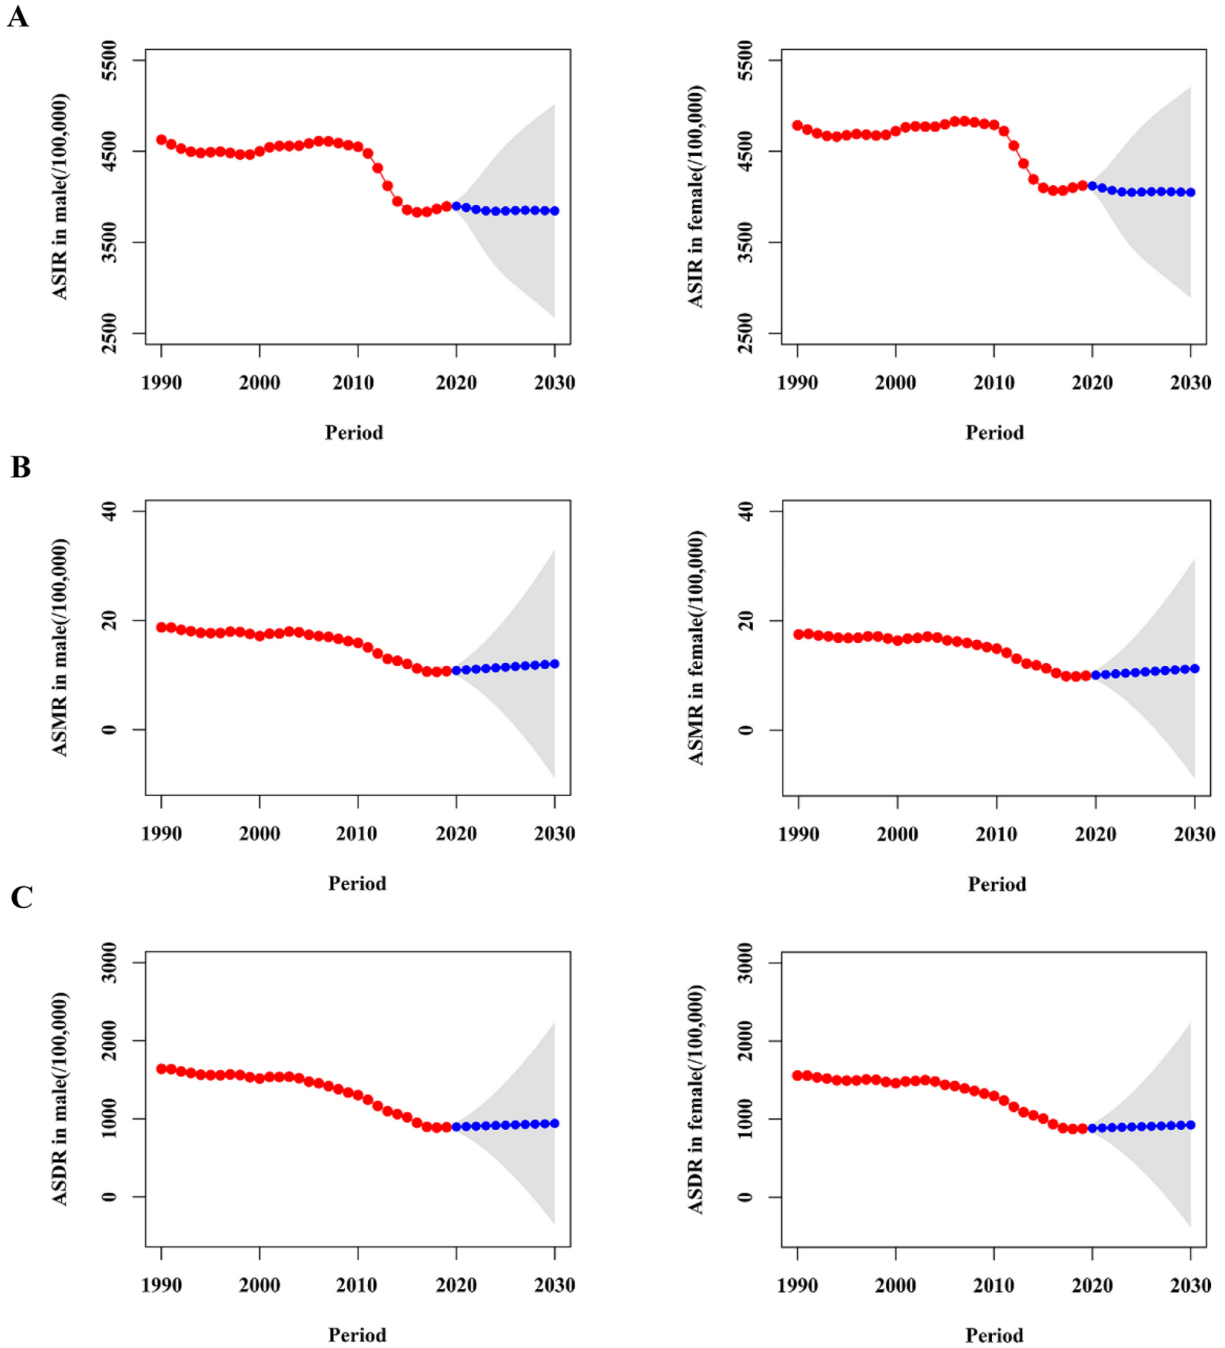 A
ASIR in male(/100,000)
5500
4500
3500
2500
1990 2000 2010 2020 2030
Period
ASIR in female(/100,000)
5500
4500
3500
2500
1990 2000 2010 2020 2030
Period
B
ASMR in male(/100,000)
40
20
0
1990 2000 2010 2020 2030
Period
ASMR in female(/100,000)
40
20
0
1990 2000 2010 2020 2030
Period
C
ASDR in male(/100,000)
3000
2000
1000
0
1990 2000 2010 2020 2030
Period
ASDR in female(/100,000)
3000
2000
1000
0
1990 2000 2010 2020 2030
Period